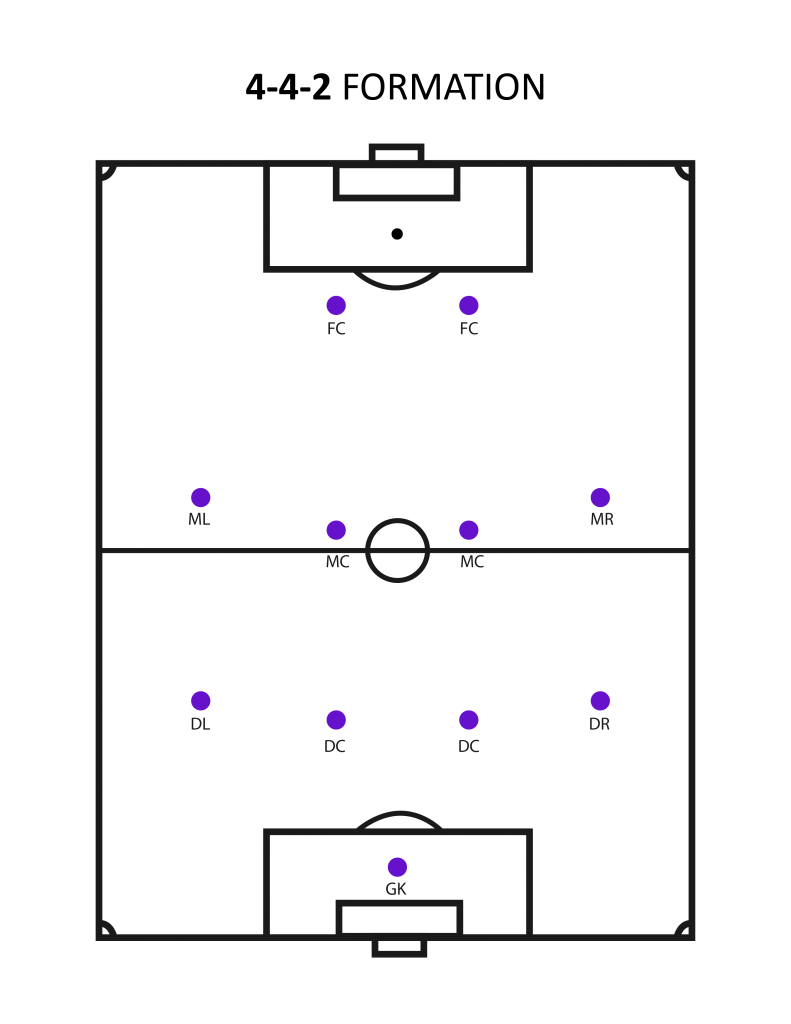 4-4-2 FORMATION
FC FC
ML MR
MC MC
DL DR
DC DC
GK